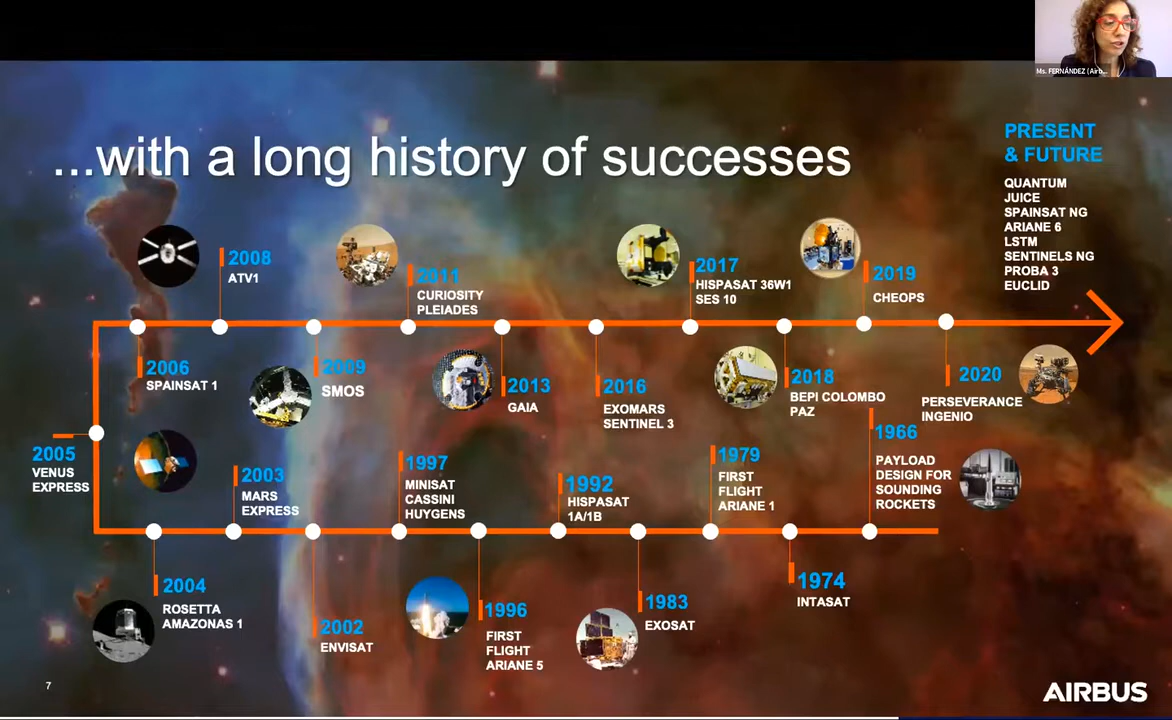 Ms. FERNÁNDEZ (Airb...
...with a long history of successes
PRESENT
& FUTURE
QUANTUM
JUICE
SPAINSAT NG
ARIANE 6
LSTM
SENTINELS NG
PROBA 3
EUCLID
2008
ATV1
2011
CURIOSITY
PLEIADES
2017
HISPASAT 36W1
SES 10
2019
CHEOPS
2006
SPAINSAT 1
2009
SMOS
2013
GAIA
2016
EXOMARS
SENTINEL 3
2018
BEPI COLOMBO
PAZ
2020
PERSEVERANCE
INGENIO
2005
VENUS
EXPRESS
2003
MARS
EXPRESS
1997
MINISAT
CASSINI
HUYGENS
1992
HISPASAT
1A/1B
1979
FIRST
FLIGHT
ARIANE 1
1966
PAYLOAD
DESIGN FOR
SOUNDING
ROCKETS
2004
ROSETTA
AMAZONAS 1
2002
ENVISAT
1996
FIRST
FLIGHT
ARIANE 5
1983
EXOSAT
1974
INTASAT
7
AIRBUS